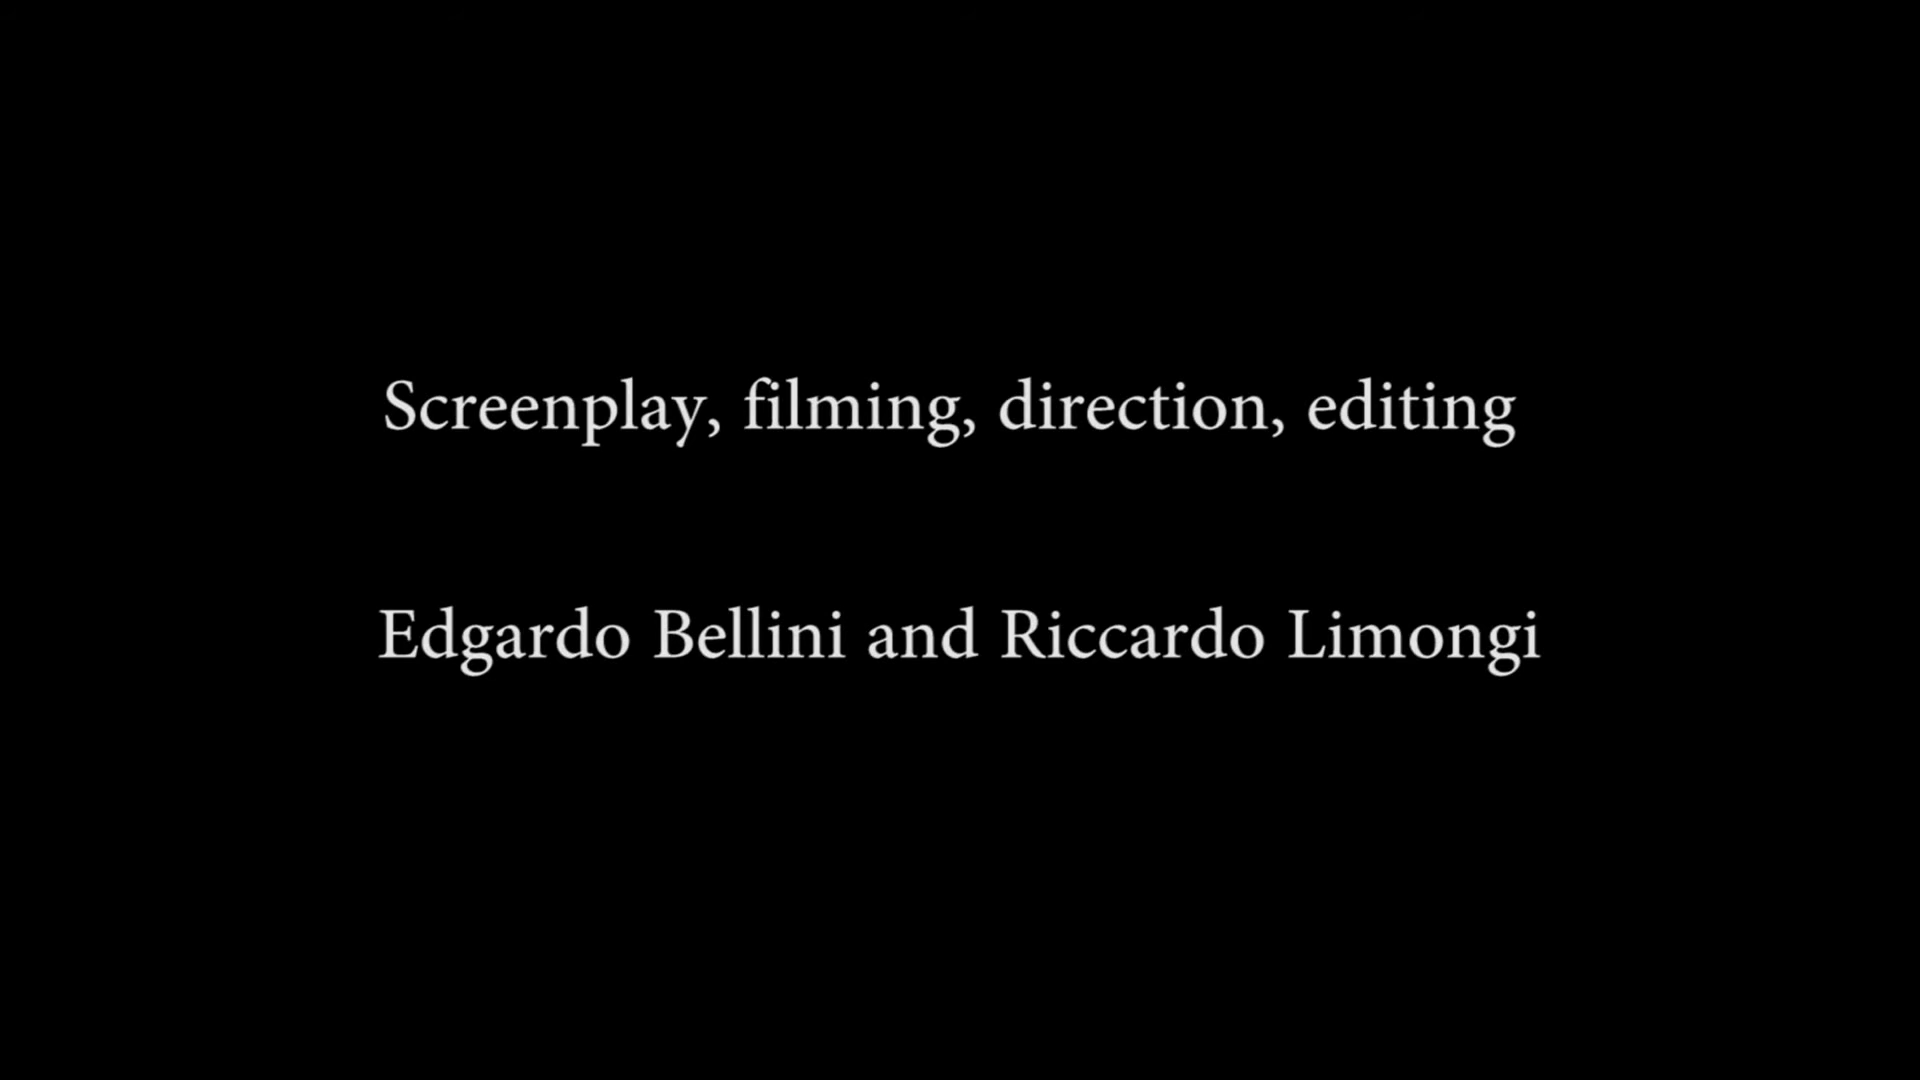 Screenplay, filming, direction, editing
Edgardo Bellini and Riccardo Limongi